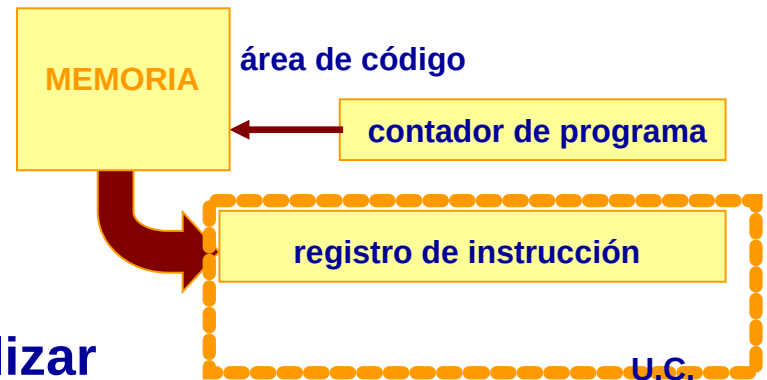 MEMORIA
área de código
contador de programa
registro de instrucción
U.C.